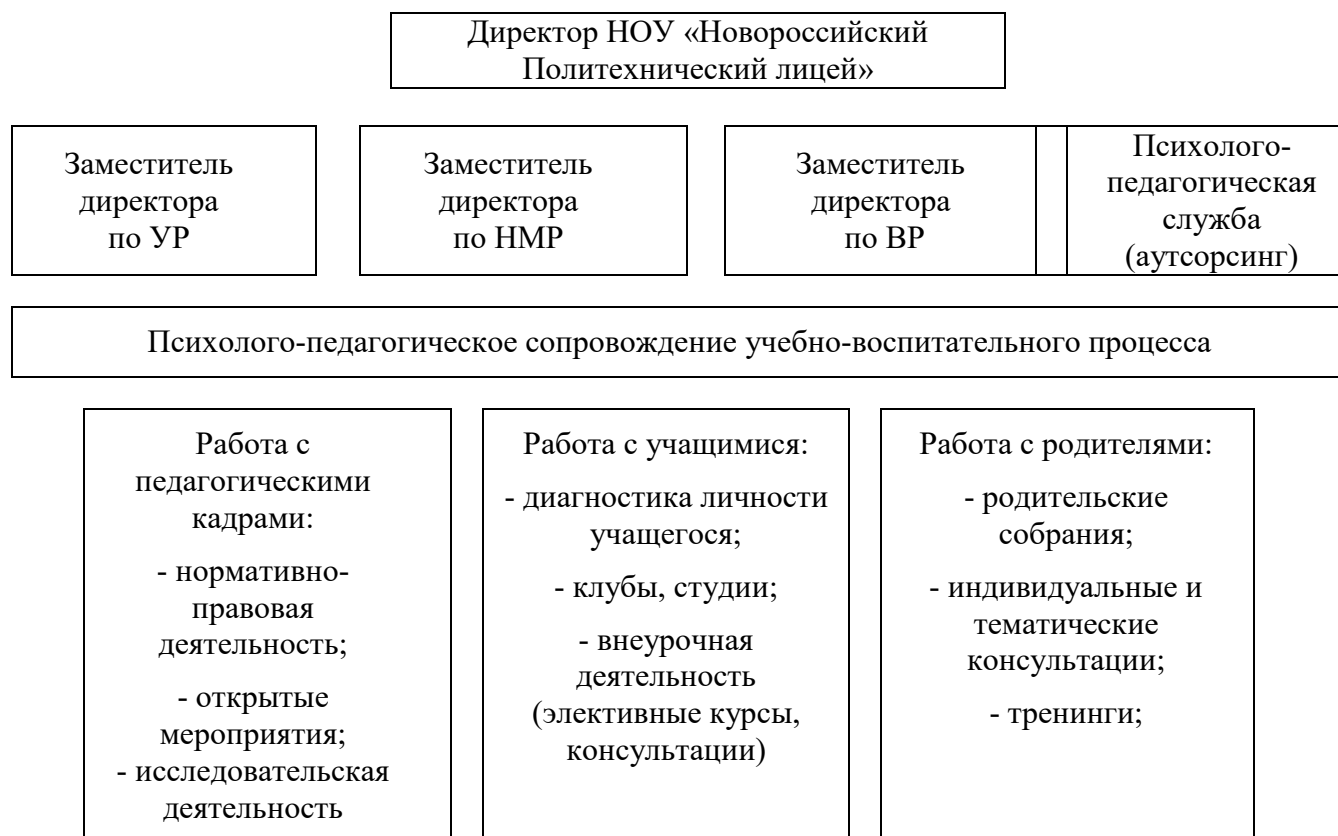 Директор НОУ «Новороссийский
Политехнический лицей»
Заместитель
директора
по УР
Заместитель
директора
по НМР
Заместитель
директора
по ВР
Психолого-
педагогическая
служба
(аутсорсинг)
Психолого-педагогическое сопровождение учебно-воспитательного процесса
Работа с
педагогическими
кадрами:
- нормативно-
правовая
деятельность;
- открытые
мероприятия;
- исследовательская
деятельность
Работа с учащимися:
- диагностика личности
учащегося;
- клубы, студии;
- внеурочная
деятельность
(элективные курсы,
консультации)
Работа с родителями:
- родительские
собрания;
- индивидуальные и
тематические
консультации;
- тренинги;